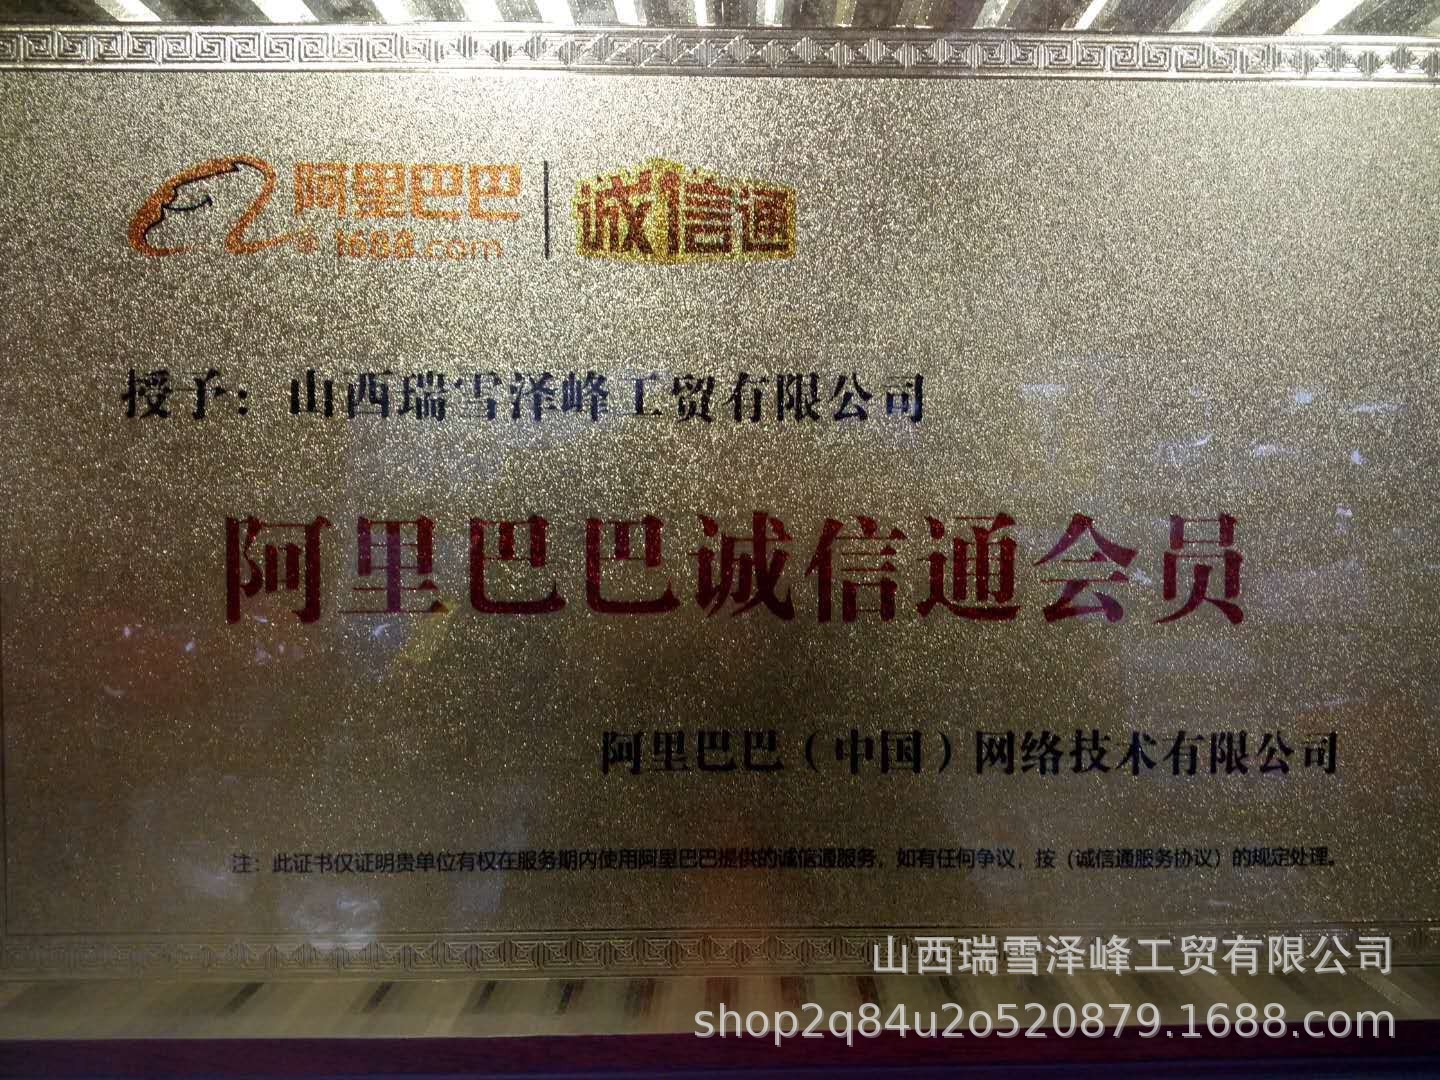 阿里巴巴 诚信通
1688.com
授予：山西瑞雪泽峰工贸有限公司
阿里巴巴诚信通会员
阿里巴巴（中国）网络技术有限公司
注：此证书仅证明贵单位有权在服务期内使用阿里巴巴提供的诚信通服务，如有任何争议，按《诚信通服务协议》的规定处理。
山西瑞雪泽峰工贸有限公司
shop2q84u2o520879.1688.com